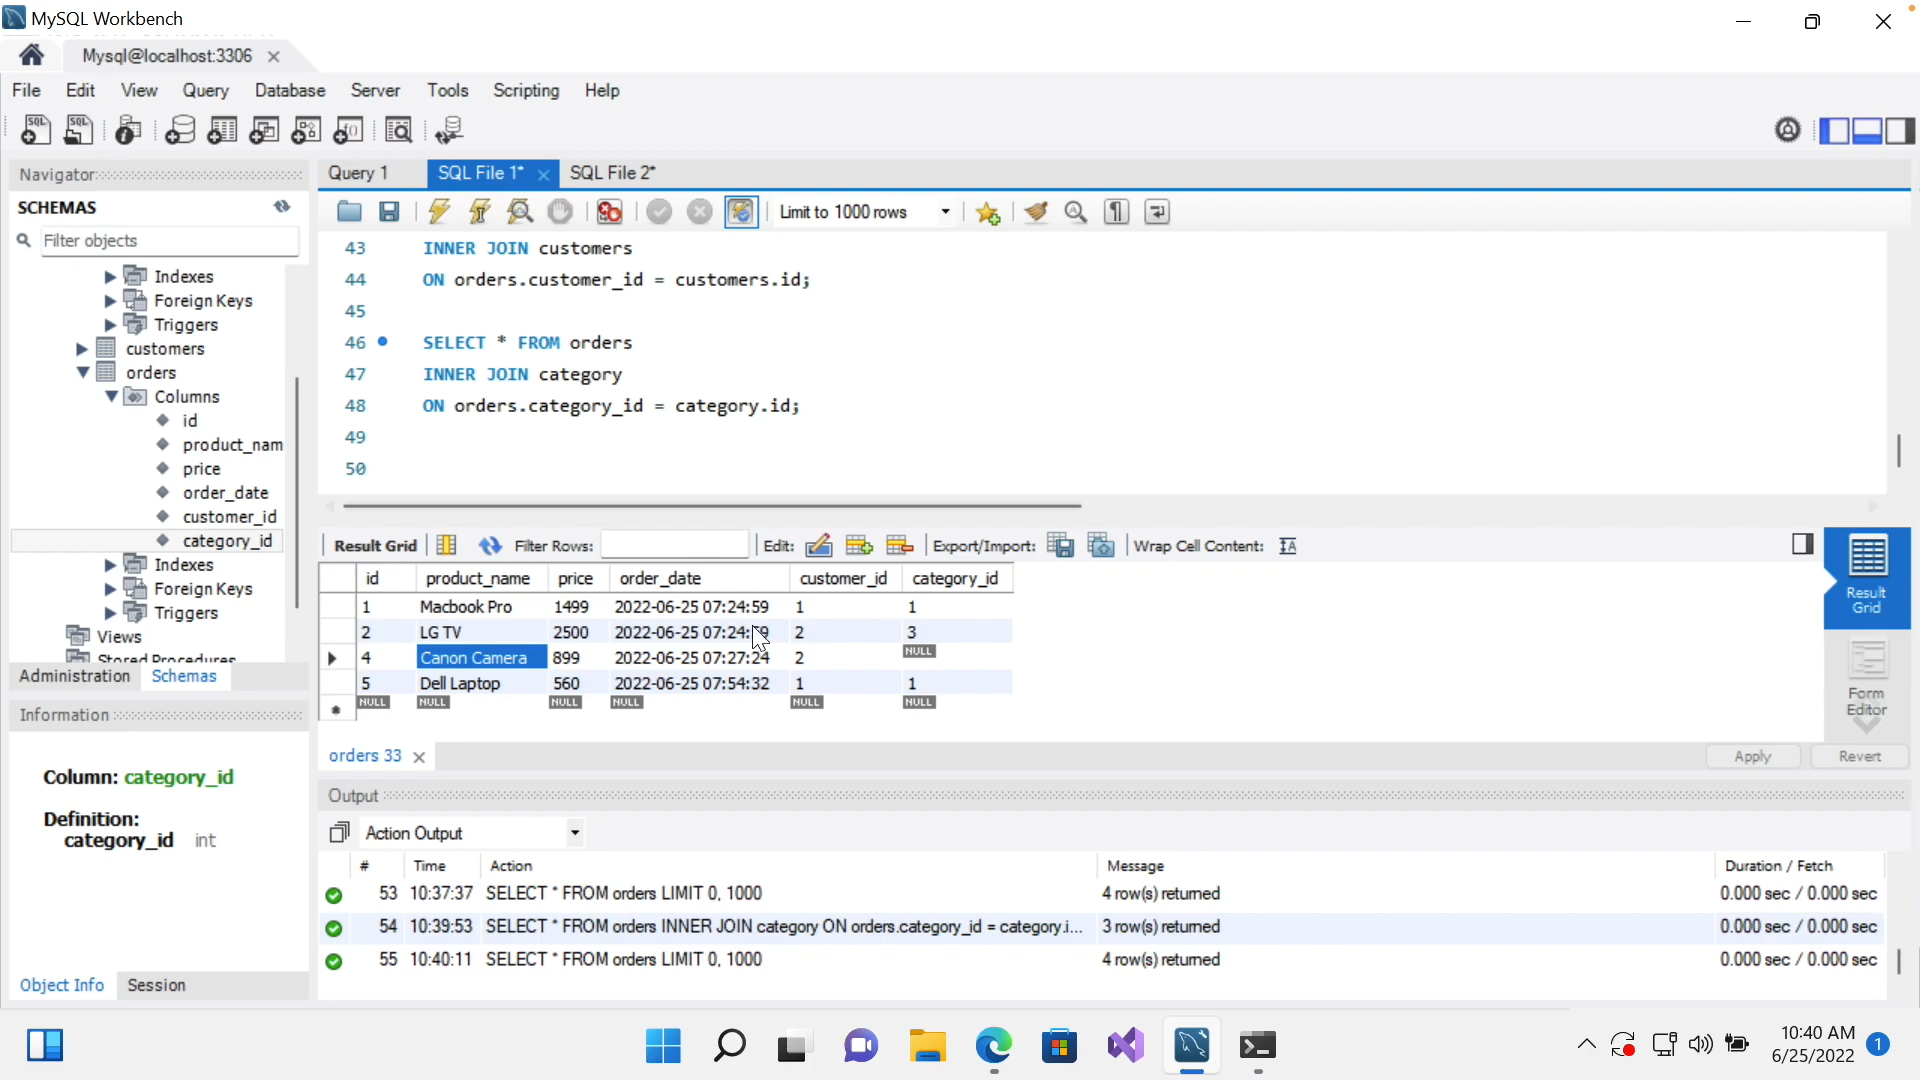 MySQL Workbench
Mysql@localhost:3306
File Edit View Query Database Server Tools Scripting Help
Navigator
Query 1 SQL File 1* SQL File 2*
SCHEMAS
Limit to 1000 rows
Filter objects
Indexes
Foreign Keys
Triggers
customers
orders
Columns
id
product_nam
price
order_date
customer_id
category_id
Indexes
Foreign Keys
Triggers
Views
Stored Procedures
Administration Schemas
Information
Column: category_id
Definition:
category_id int
Object Info Session
43 INNER JOIN customers
44 ON orders.customer_id = customers.id;
45
46 SELECT * FROM orders
47 INNER JOIN category
48 ON orders.category_id = category.id;
49
50
Result Grid Filter Rows: Edit: Export/Import: Wrap Cell Content:
id product_name price order_date customer_id category_id
1 Macbook Pro 1499 2022-06-25 07:24:59 1 1
2 LG TV 2500 2022-06-25 07:24:59 2 3
4 Canon Camera 899 2022-06-25 07:27:24 2 NULL
5 Dell Laptop 560 2022-06-25 07:54:32 1 1
NULL NULL NULL NULL NULL NULL
Result
Grid
Form
Editor
orders 33
Apply Revert
Output
Action Output
# Time Action Message Duration / Fetch
53 10:37:37 SELECT * FROM orders LIMIT 0, 1000 4 row(s) returned 0.000 sec / 0.000 sec
54 10:39:53 SELECT * FROM orders INNER JOIN category ON orders.category_id = category.i... 3 row(s) returned 0.000 sec / 0.000 sec
55 10:40:11 SELECT * FROM orders LIMIT 0, 1000 4 row(s) returned 0.000 sec / 0.000 sec
10:40 AM
6/25/2022
1